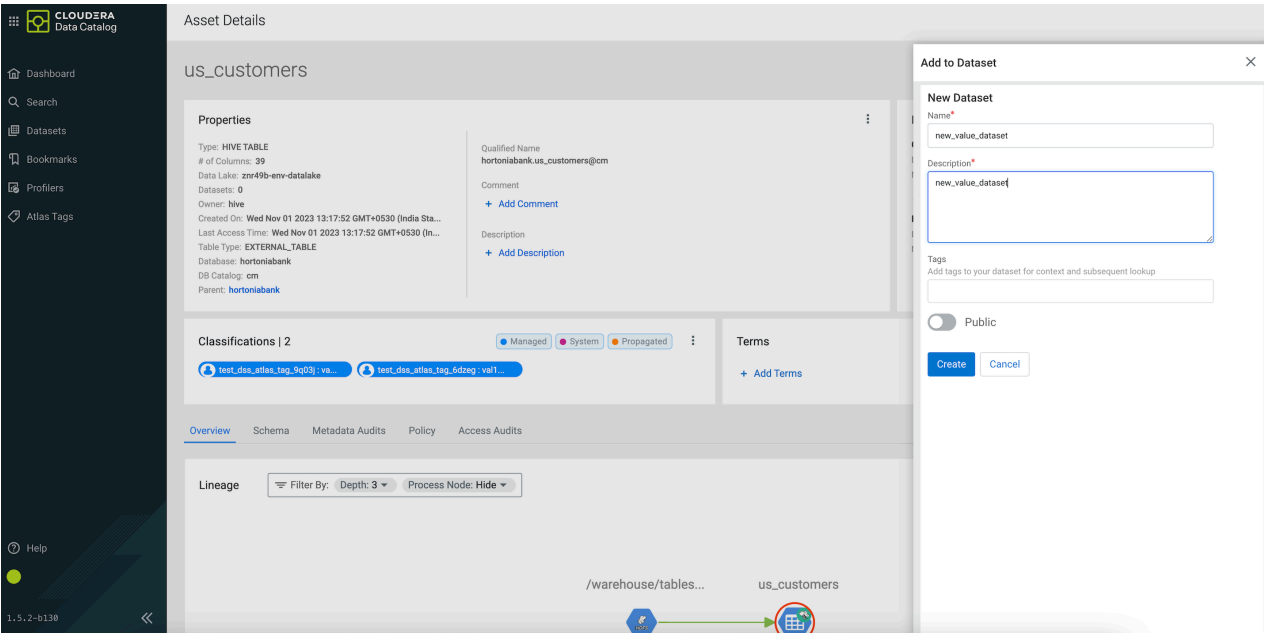 CLOUDERA
Data Catalog
Dashboard
Search
Datasets
Bookmarks
Profilers
Atlas Tags
Help
1.5.2-b130
Asset Details
us_customers
Properties
Type: HIVE TABLE
# of Columns: 39
Data Lake: znr49b-env-datalake
Datasets: 0
Owner: hive
Created On: Wed Nov 01 2023 13:17:52 GMT+0530 (India Sta...
Last Access Time: Wed Nov 01 2023 13:17:52 GMT+0530 (In...
Table Type: EXTERNAL_TABLE
Database: hortoniabank
DB Catalog: cm
Parent: hortoniabank
Qualified Name
hortoniabank.us_customers@cm
Comment
+ Add Comment
Description
+ Add Description
Classifications | 2
Managed
System
Propagated
test_dss_atlas_tag_9q03j : va...
test_dss_atlas_tag_6dzeg : val1...
Terms
+ Add Terms
Overview
Schema
Metadata Audits
Policy
Access Audits
Lineage
Filter By:
Depth: 3
Process Node: Hide
/warehouse/tables...
us_customers
HDFS
Add to Dataset
New Dataset
Name*
new_value_dataset
Description*
new_value_dataset
Tags
Add tags to your dataset for context and subsequent lookup
Public
Create
Cancel